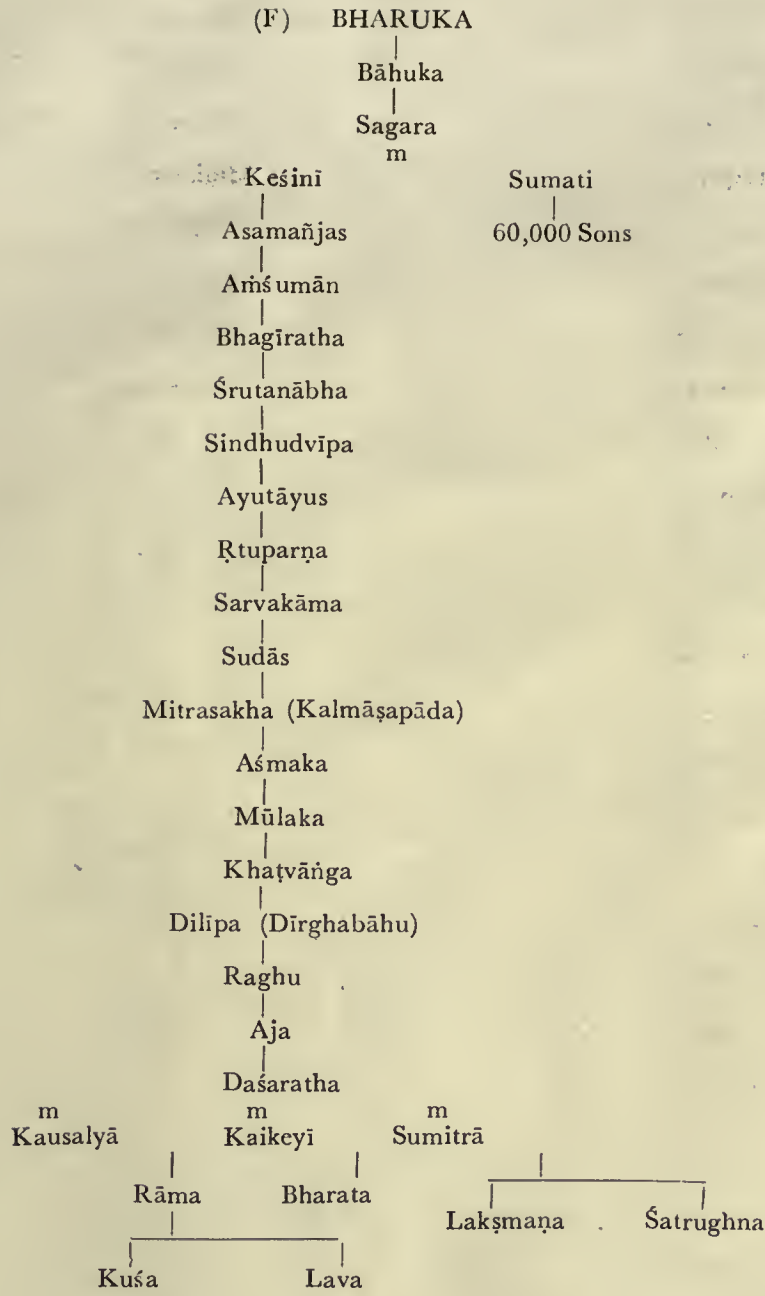 (F) BHARUKA
Bāhuka
Sagara
m
Keśinī Sumati
Asamañjas 60,000 Sons
Aṁśumān
Bhagīratha
Śrutanābha
Sindhudvīpa
Ayutāyus
Ṛtuparṇa
Sarvakāma
Sudās
Mitrasakha (Kalmāṣapāda)
Aśmaka
Mūlaka
Khaṭvāṅga
Dilīpa (Dīrghabāhu)
Raghu
Aja
Daśaratha
m m m
Kausalyā Kaikeyī Sumitrā
Rāma Bharata
Lakṣmaṇa Śatrughna
Kuśa Lava